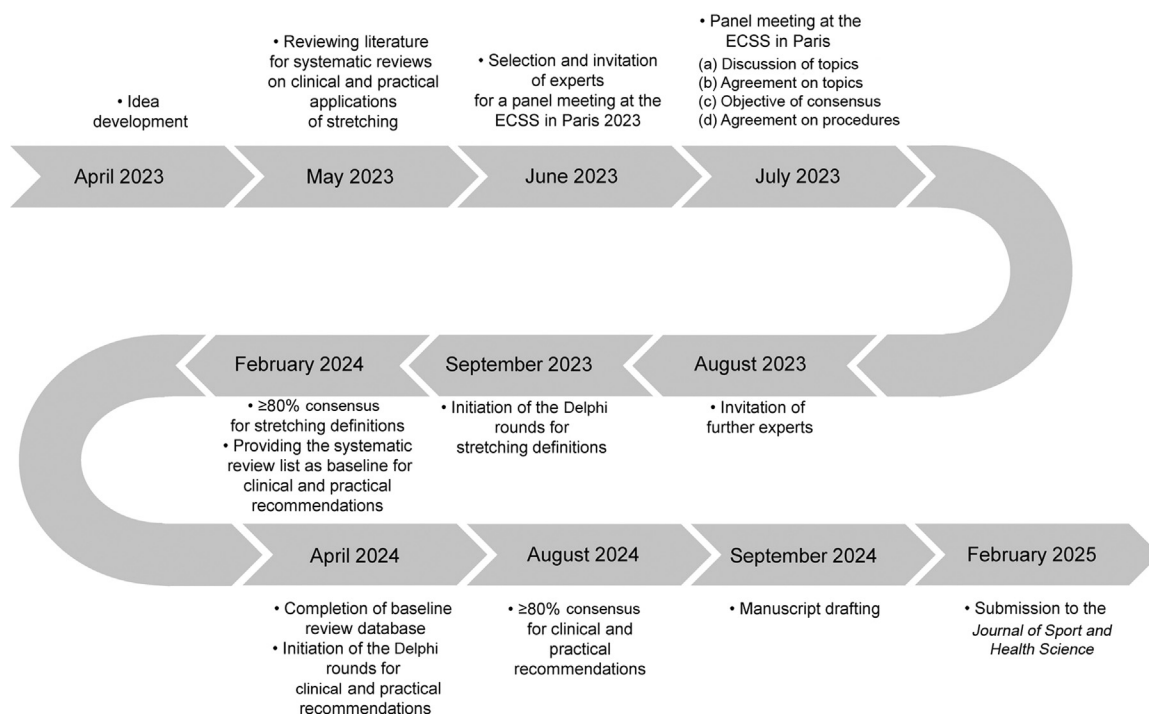 • Idea
development
• Reviewing literature
for systematic reviews
on clinical and practical
applications
of stretching
• Selection and invitation
of experts
for a panel meeting at the
ECSS in Paris 2023
• Panel meeting at the
ECSS in Paris
(a) Discussion of topics
(b) Agreement on topics
(c) Objective of consensus
(d) Agreement on procedures
April 2023
May 2023
June 2023
July 2023
August 2023
September 2023
February 2024
• Invitation of
further experts
• Initiation of the Delphi
rounds for
stretching definitions
• ≥80% consensus
for stretching definitions
• Providing the systematic
review list as baseline for
clinical and practical
recommendations
April 2024
August 2024
September 2024
February 2025
• Completion of baseline
review database
• Initiation of the Delphi
rounds for
clinical and practical
recommendations
• ≥80% consensus
for clinical and
practical
recommendations
• Manuscript drafting
• Submission to the
Journal of Sport and
Health Science